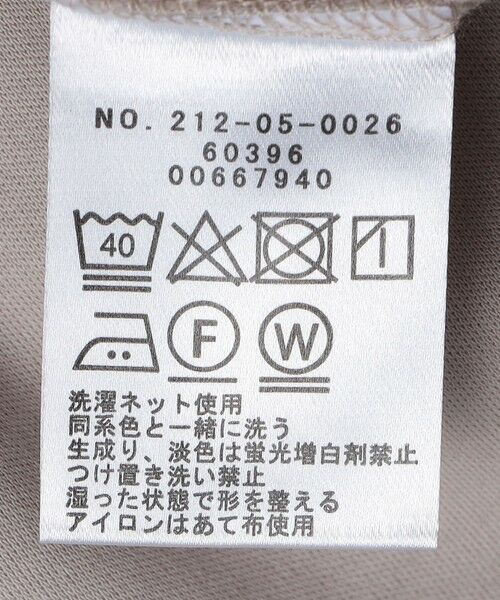 NO. 212-05-0026
60396
00667940
40
F W
洗濯ネット使用
同系色と一緒に洗う
生成り、淡色は蛍光増白剤禁止
つけ置き洗い禁止
湿った状態で形を整える
アイロンはあて布使用